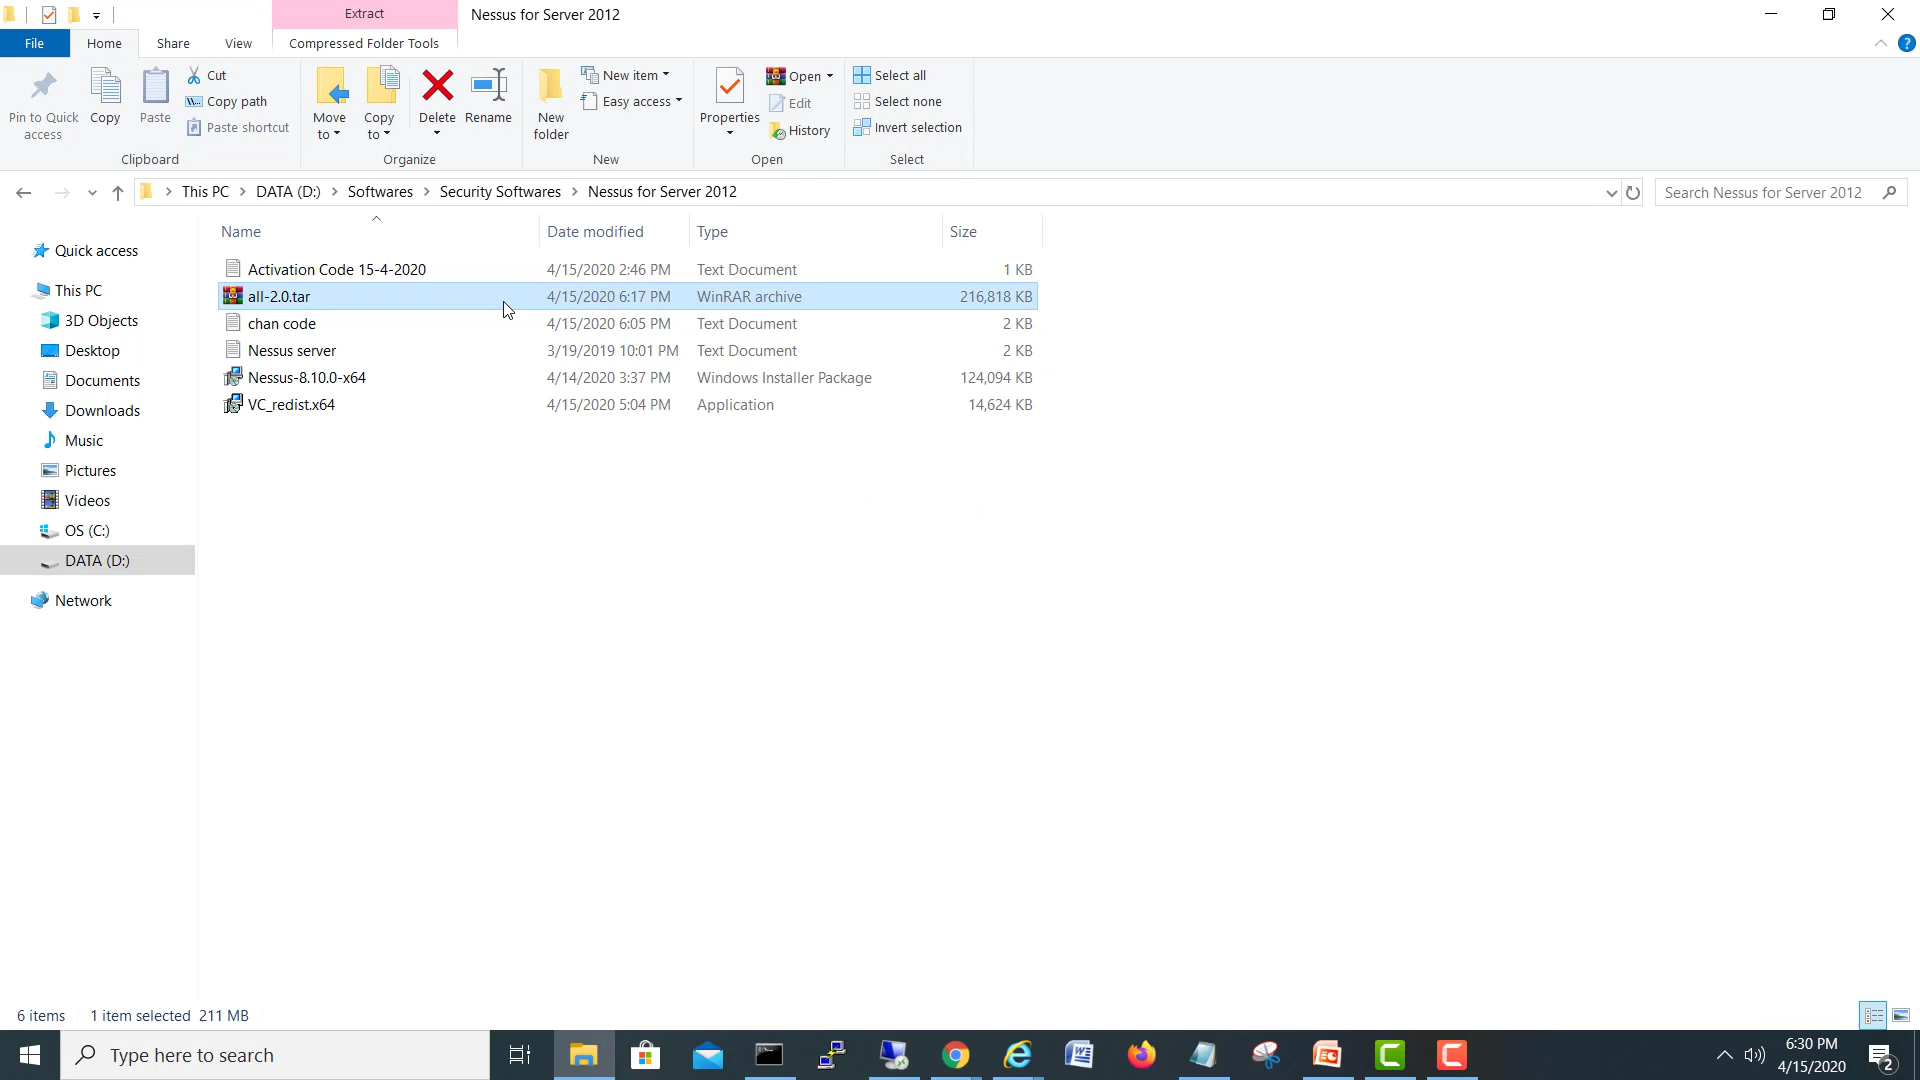 Extract
Nessus for Server 2012
File
Home
Share
View
Compressed Folder Tools
Pin to Quick
access
Copy
Paste
Cut
Copy path
Paste shortcut
Clipboard
Move
to
Copy
to
Delete
Rename
Organize
New
folder
New item
Easy access
New
Properties
Open
Edit
History
Open
Select all
Select none
Invert selection
Select
This PC
DATA (D:)
Softwares
Security Softwares
Nessus for Server 2012
Search Nessus for Server 2012
Quick access
This PC
3D Objects
Desktop
Documents
Downloads
Music
Pictures
Videos
OS (C:)
DATA (D:)
Network
Name Date modified Type Size
Activation Code 15-4-2020 4/15/2020 2:46 PM Text Document 1 KB
all-2.0.tar 4/15/2020 6:17 PM WinRAR archive 216,818 KB
chan code 4/15/2020 6:05 PM Text Document 2 KB
Nessus server 3/19/2019 10:01 PM Text Document 2 KB
Nessus-8.10.0-x64 4/14/2020 3:37 PM Windows Installer Package 124,094 KB
VC_redist.x64 4/15/2020 5:04 PM Application 14,624 KB
6 items 1 item selected 211 MB
Type here to search
6:30 PM
4/15/2020
2